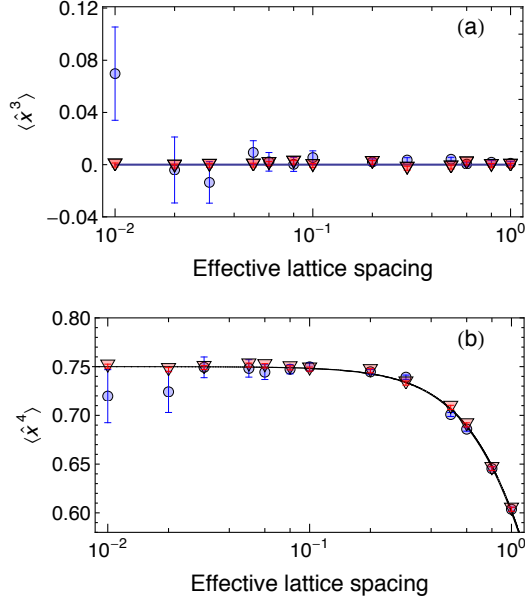 0.12
(a)
0.08
⟨x̂³⟩
0.04
0.
−0.04
10⁻² 10⁻¹ 10⁰
Effective lattice spacing
0.80
(b)
0.75
⟨x̂⁴⟩
0.70
0.65
0.60
10⁻² 10⁻¹ 10⁰
Effective lattice spacing